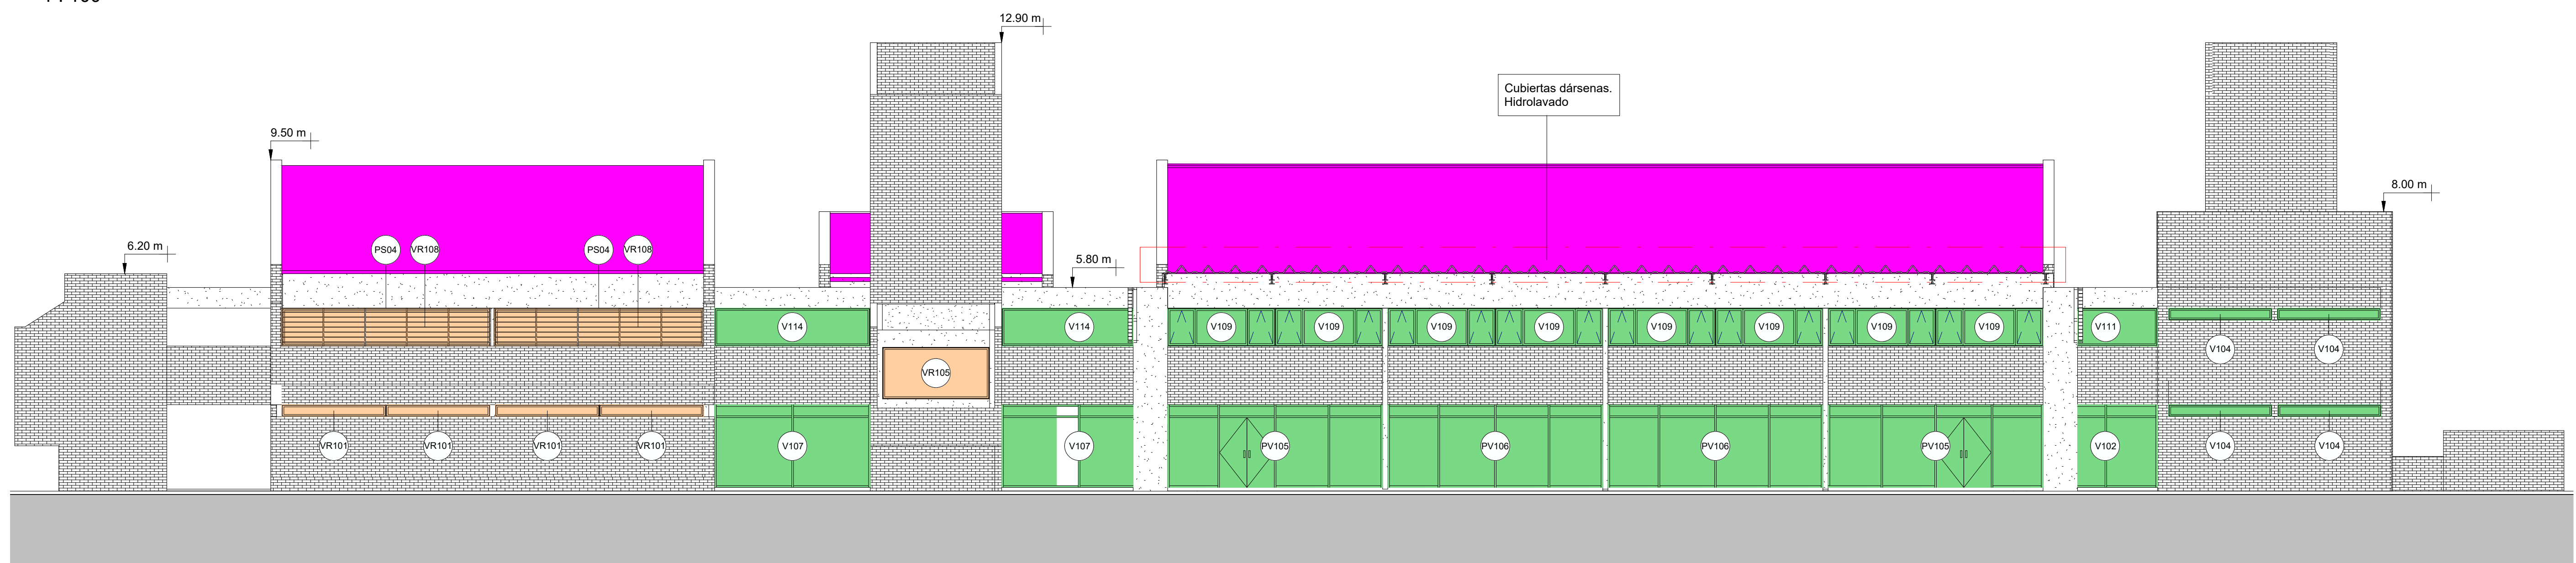 12.90 m
Cubiertas dársenas.
Hidrolavado
9.50 m
8.00 m
6.20 m
PS04 VR108 PS04 VR108
5.80 m
V114 V114 V109 V109 V109 V109 V109 V109 V109 V109 V111
V104 V104
VR105
VR101 VR101 VR101 VR101 V107 V107 PV105 PV106 PV106 PV105 V102 V104 V104